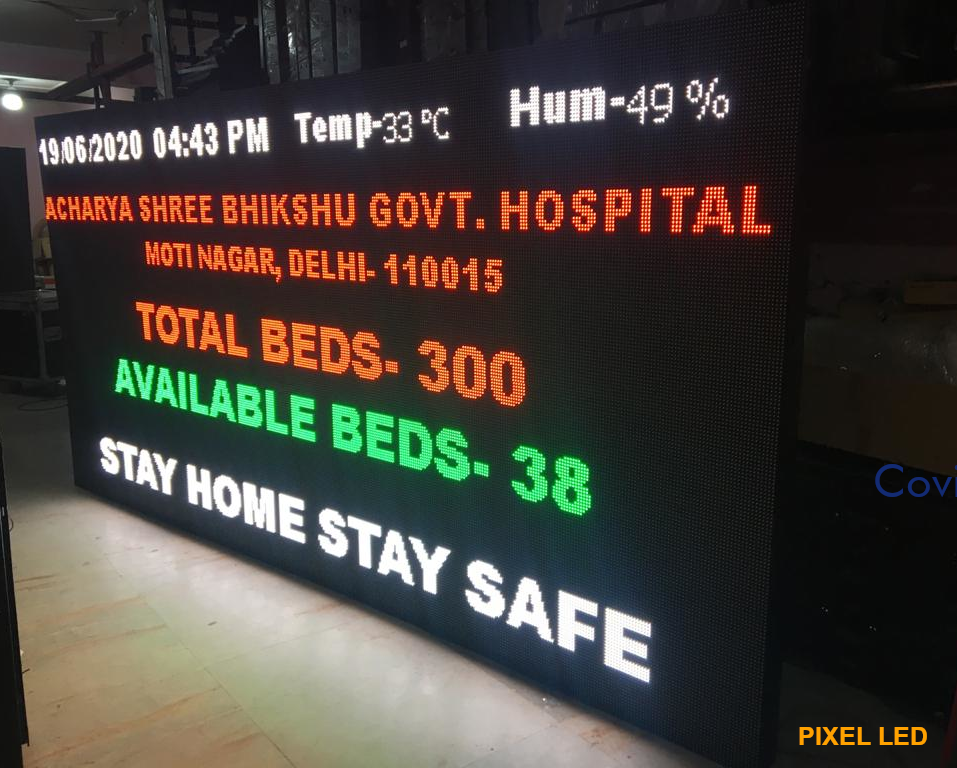 19/06/2020 04:43 PM Temp-33 °C Hum-49 %
ACHARYA SHREE BHIKSHU GOVT. HOSPITAL
MOTI NAGAR, DELHI- 110015
TOTAL BEDS- 300
AVAILABLE BEDS- 38
STAY HOME STAY SAFE
Covi
PIXEL LED